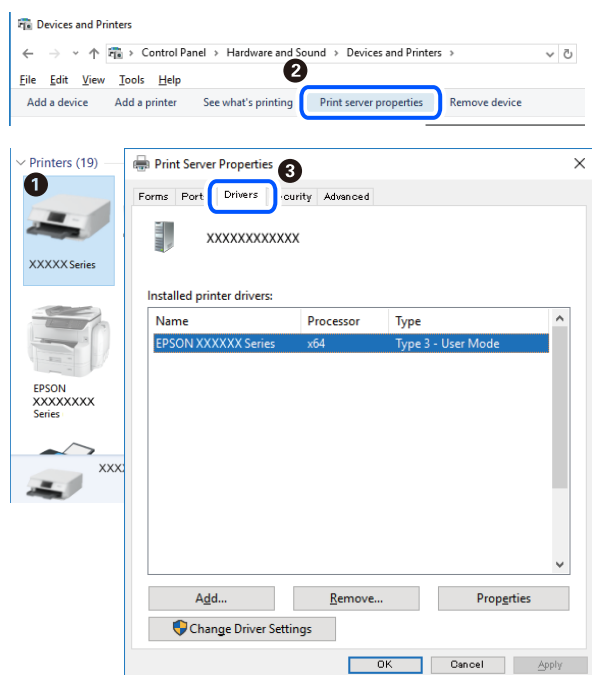 Devices and Printers
Control Panel > Hardware and Sound > Devices and Printers >
2
File Edit View Tools Help
Add a device Add a printer See what's printing Print server properties Remove device
Printers (19)
1
XXXXX Series
EPSON
XXXXXXXX
Series
XXX
Print Server Properties
3
Forms Port Drivers curity Advanced
XXXXXXXXXXXX
Installed printer drivers:
Name Processor Type
EPSON XXXXXX Series x64 Type 3 - User Mode
Add... Remove... Properties
Change Driver Settings
OK Cancel Apply